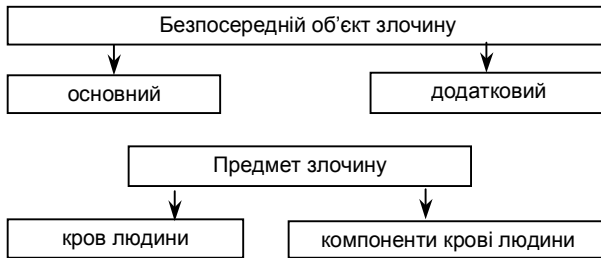 Безпосередній об’єкт злочину
основний
додатковий
Предмет злочину
кров людини
компоненти крові людини